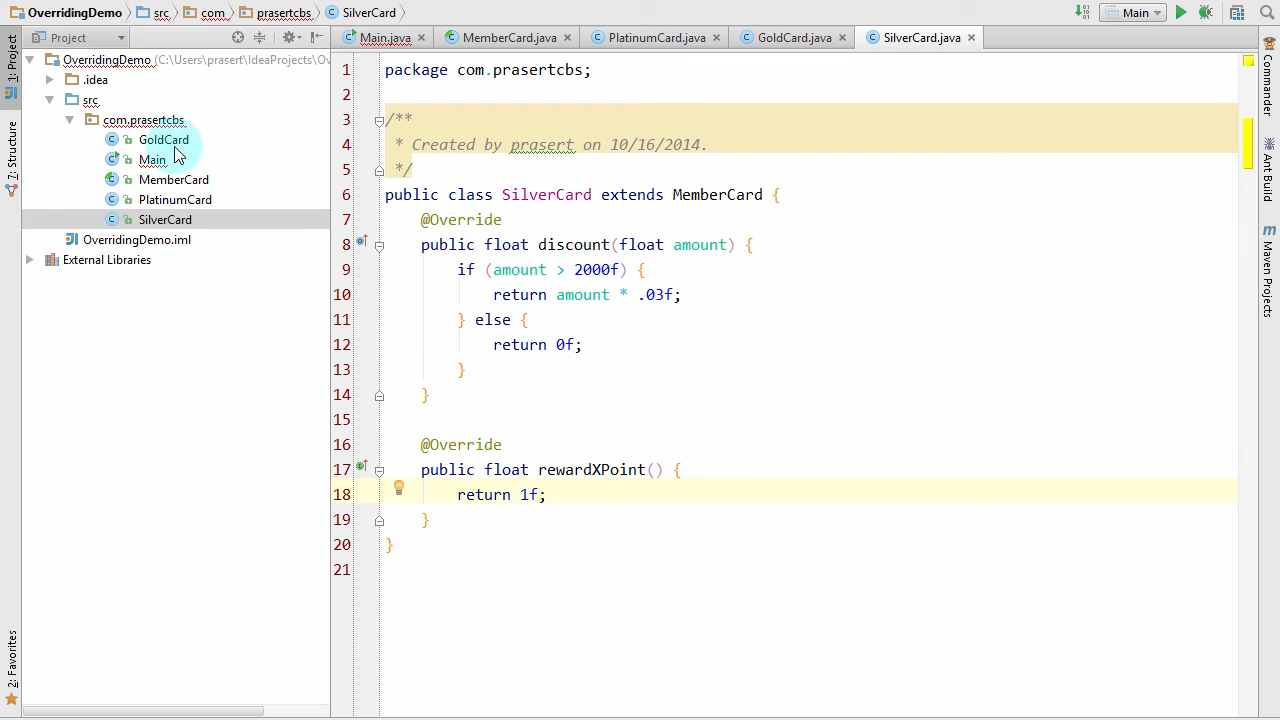 OverridingDemo src com prasertcbs SilverCard Main
Project
Main.java MemberCard.java PlatinumCard.java GoldCard.java SilverCard.java
1: Project
7: Structure
2: Favorites
OverridingDemo (C:\Users\prasert\IdeaProjects\Ov
.idea
src
com.prasertcbs
GoldCard
Main
MemberCard
PlatinumCard
SilverCard
OverridingDemo.iml
External Libraries
1 package com.prasertcbs;
2
3 /**
4 * Created by prasert on 10/16/2014.
5 */
6 public class SilverCard extends MemberCard {
7 @Override
8 public float discount(float amount) {
9 if (amount > 2000f) {
10 return amount * .03f;
11 } else {
12 return 0f;
13 }
14 }
15
16 @Override
17 public float rewardXPoint() {
18 return 1f;
19 }
20 }
21
Commander
Ant Build
Maven Projects